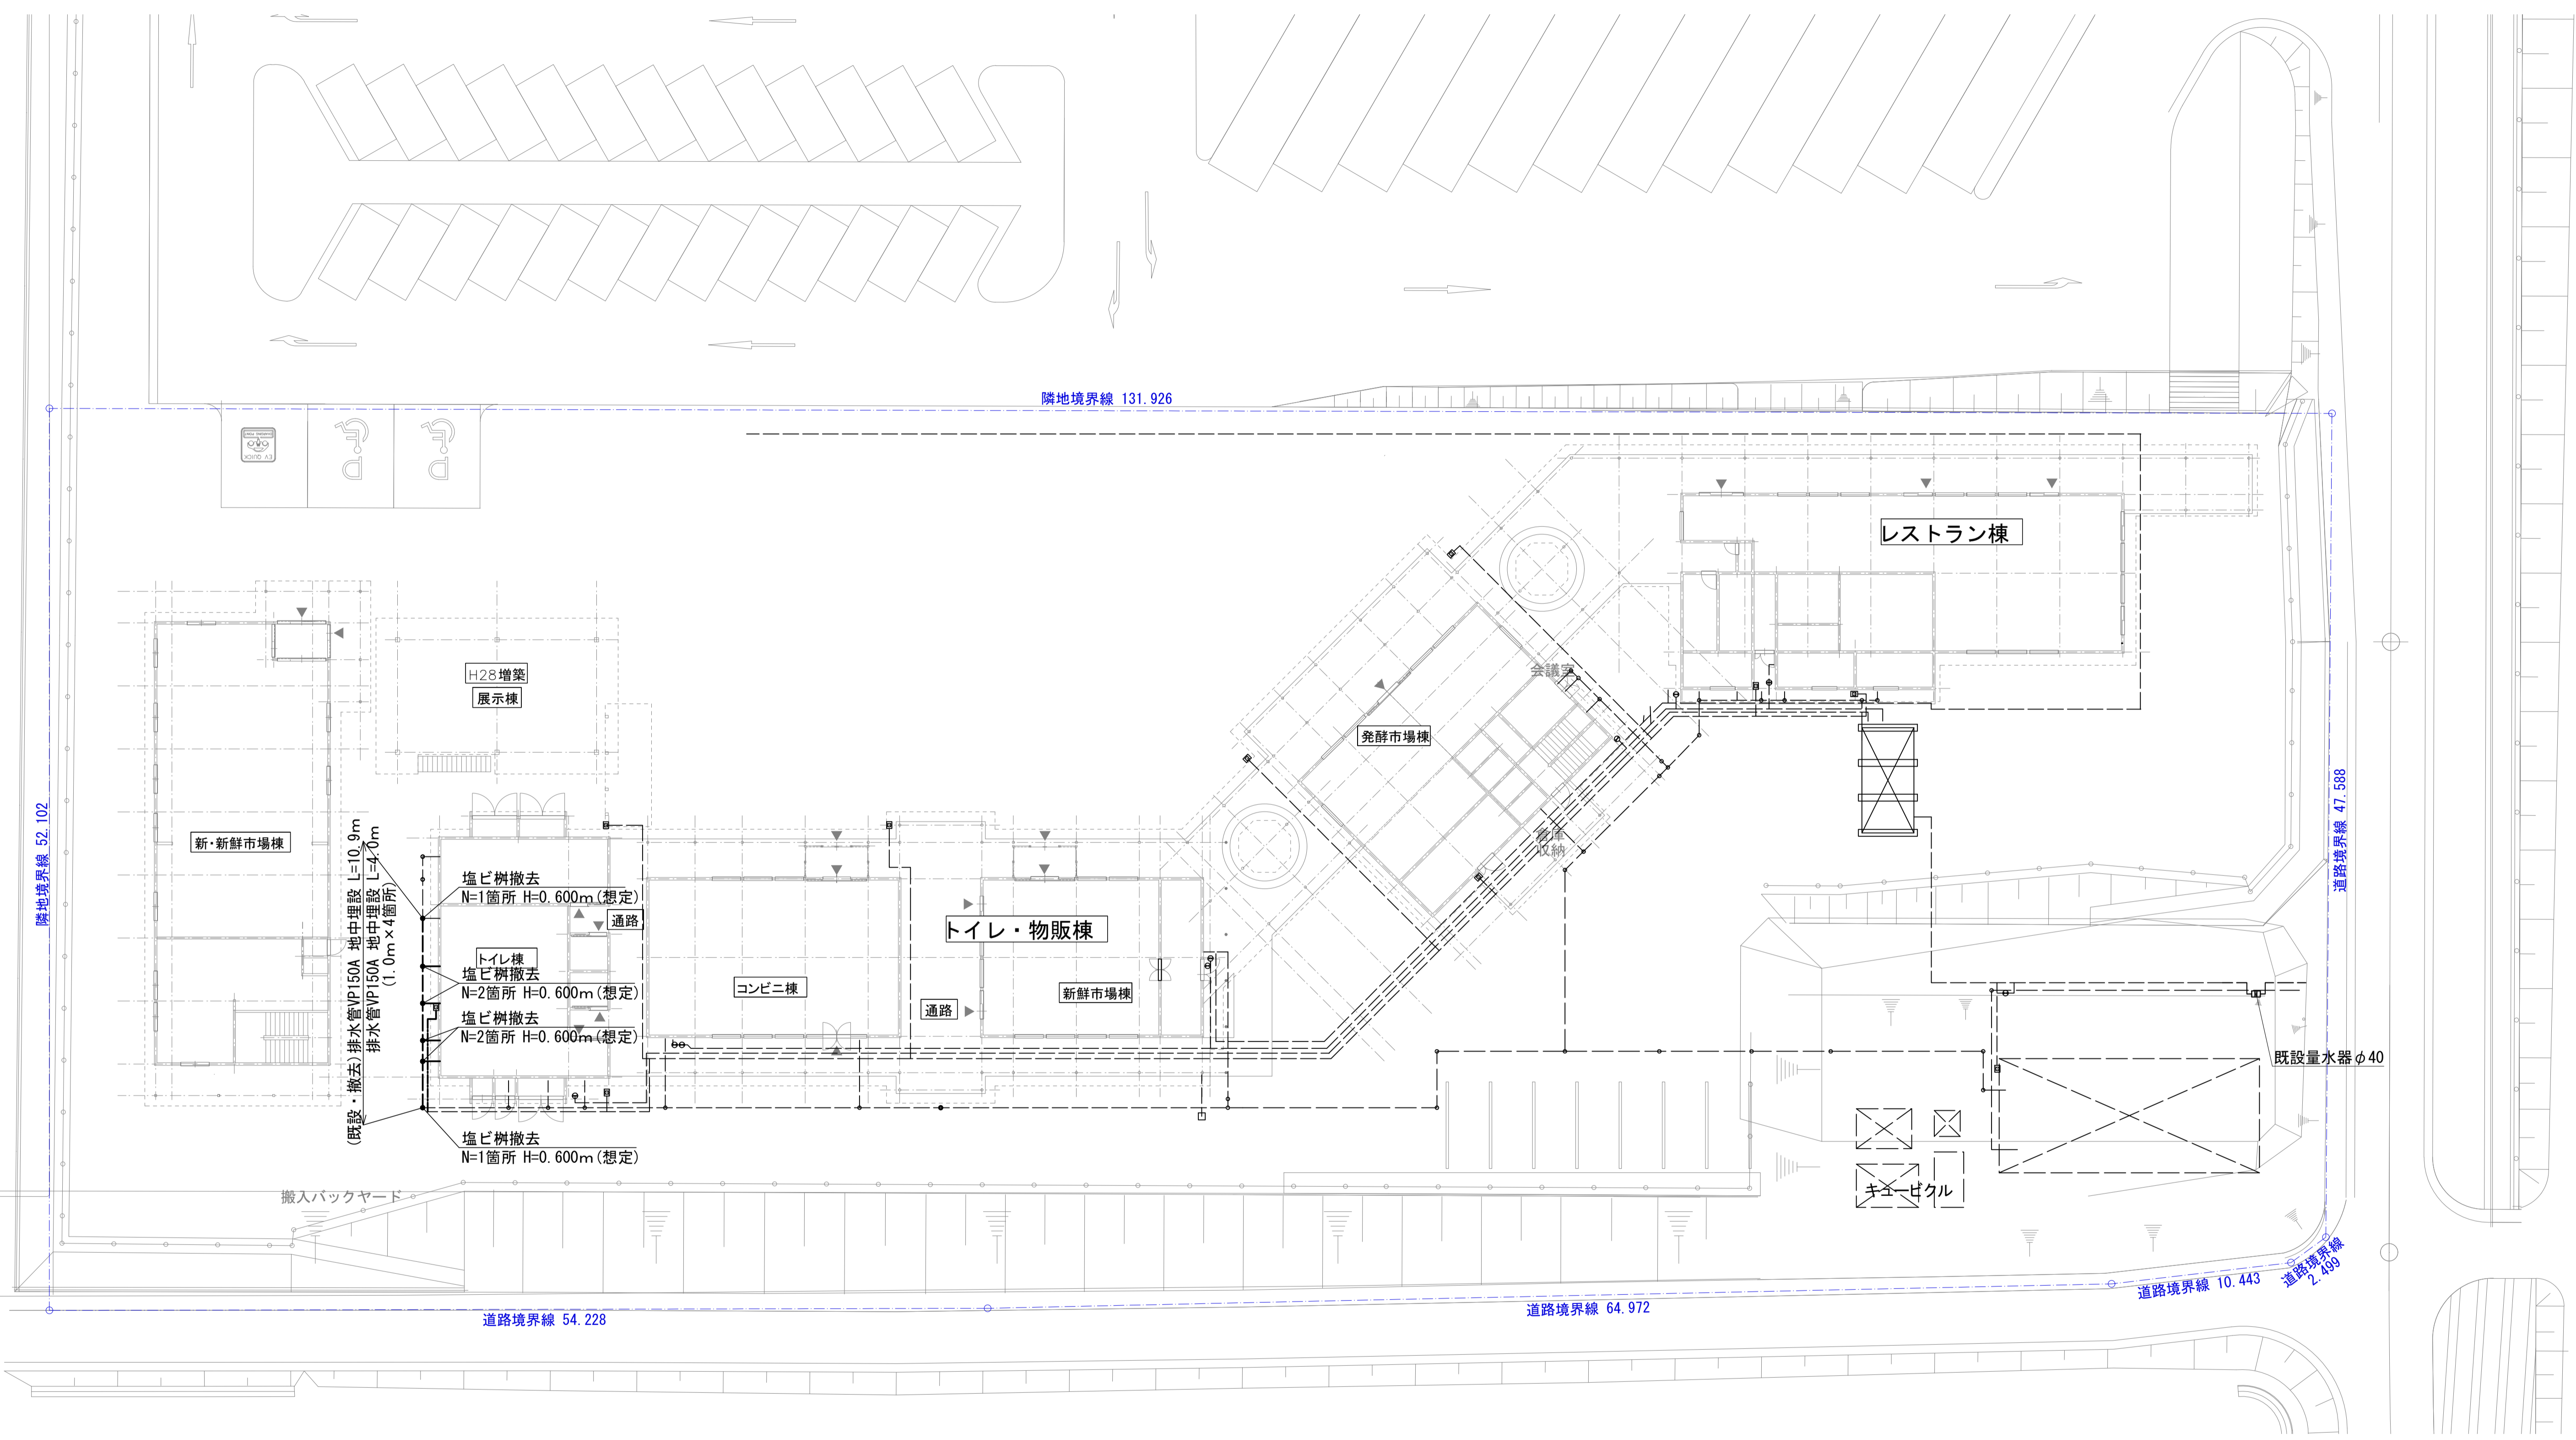 隣地境界線 131.926
EV QUICK
P
P
レストラン棟
会議室
H28増築
展示棟
発酵市場棟
道路境界線 47.588
隣地境界線 52.102
新・新鮮市場棟
(既設・撤去)排水管VP150A 地中埋設 L=10.9m
排水管VP150A 地中埋設 L=4.0m
(1.0m×4箇所)
倉庫
収納
塩ビ桝撤去
N=1箇所 H=0.600m(想定)
通路
トイレ・物販棟
トイレ棟
塩ビ桝撤去
N=2箇所 H=0.600m(想定)
コンビニ棟
新鮮市場棟
通路
塩ビ桝撤去
N=2箇所 H=0.600m(想定)
既設量水器φ40
塩ビ桝撤去
N=1箇所 H=0.600m(想定)
キュービクル
搬入バックヤード
道路境界線 2.499
道路境界線 10.443
道路境界線 64.972
道路境界線 54.228